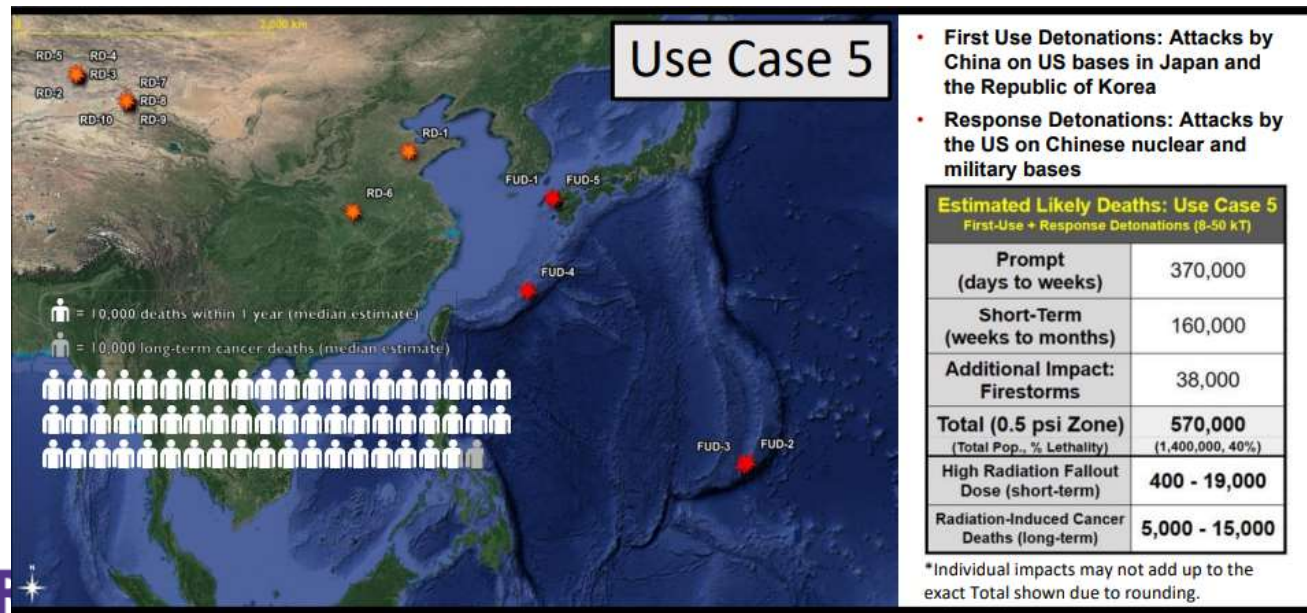 2,000 km
Use Case 5
RD-5 RD-4
RD-3
RD-2
RD-7
RD-8
RD-10 RD-9
RD-1
RD-6
FUD-1 FUD-5
FUD-4
FUD-3 FUD-2
= 10,000 deaths within 1 year (median estimate)
= 10,000 long-term cancer deaths (median estimate)
N
• First Use Detonations: Attacks by
China on US bases in Japan and
the Republic of Korea
• Response Detonations: Attacks by
the US on Chinese nuclear and
military bases
Estimated Likely Deaths: Use Case 5
First-Use + Response Detonations (8-50 kT)
Prompt
(days to weeks)
370,000
Short-Term
(weeks to months)
160,000
Additional Impact:
Firestorms
38,000
Total (0.5 psi Zone)
(Total Pop., % Lethality)
570,000
(1,400,000, 40%)
High Radiation Fallout
Dose (short-term)
400 - 19,000
Radiation-Induced Cancer
Deaths (long-term)
5,000 - 15,000
*Individual impacts may not add up to the
exact Total shown due to rounding.